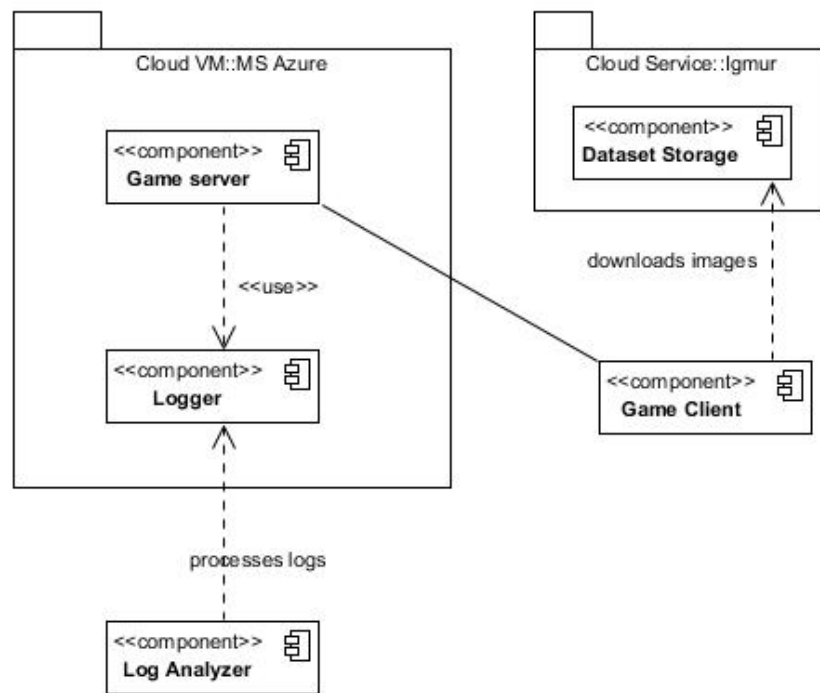 Cloud VM::MS Azure
<<component>>
Game server
<<use>>
<<component>>
Logger
processes logs
<<component>>
Log Analyzer
Cloud Service::Igmur
<<component>>
Dataset Storage
downloads images
<<component>>
Game Client